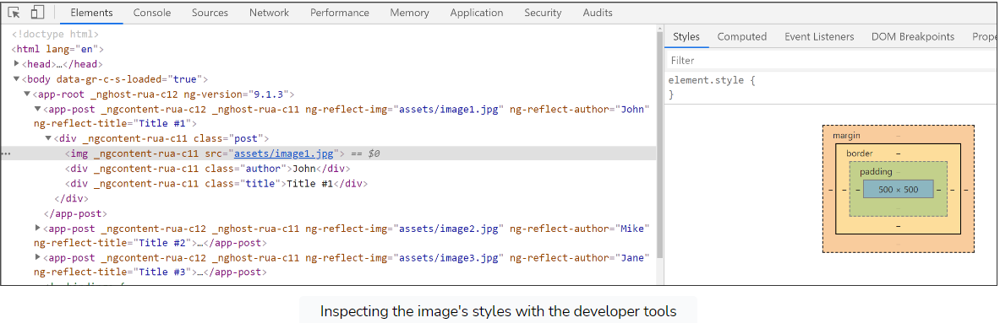 Elements Console Sources Network Performance Memory Application Security Audits
<!doctype html>
<html lang="en">
▶<head>…</head>
▼<body data-gr-c-s-loaded="true">
▼<app-root _nghost-rua-c12 ng-version="9.1.3">
▼<app-post _ngcontent-rua-c12 _nghost-rua-c11 ng-reflect-img="assets/image1.jpg" ng-reflect-author="John"
ng-reflect-title="Title #1">
▼<div _ngcontent-rua-c11 class="post">
… <img _ngcontent-rua-c11 src="assets/image1.jpg"> == $0
<div _ngcontent-rua-c11 class="author">John</div>
<div _ngcontent-rua-c11 class="title">Title #1</div>
</div>
</app-post>
▶<app-post _ngcontent-rua-c12 _nghost-rua-c11 ng-reflect-img="assets/image2.jpg" ng-reflect-author="Mike"
ng-reflect-title="Title #2">…</app-post>
▶<app-post _ngcontent-rua-c12 _nghost-rua-c11 ng-reflect-img="assets/image3.jpg" ng-reflect-author="Jane"
ng-reflect-title="Title #3">…</app-post>
Styles Computed Event Listeners DOM Breakpoints Prope
Filter
element.style {
}
margin –
border –
padding –
– – – 500 × 500 – – –
–
–
–
Inspecting the image's styles with the developer tools